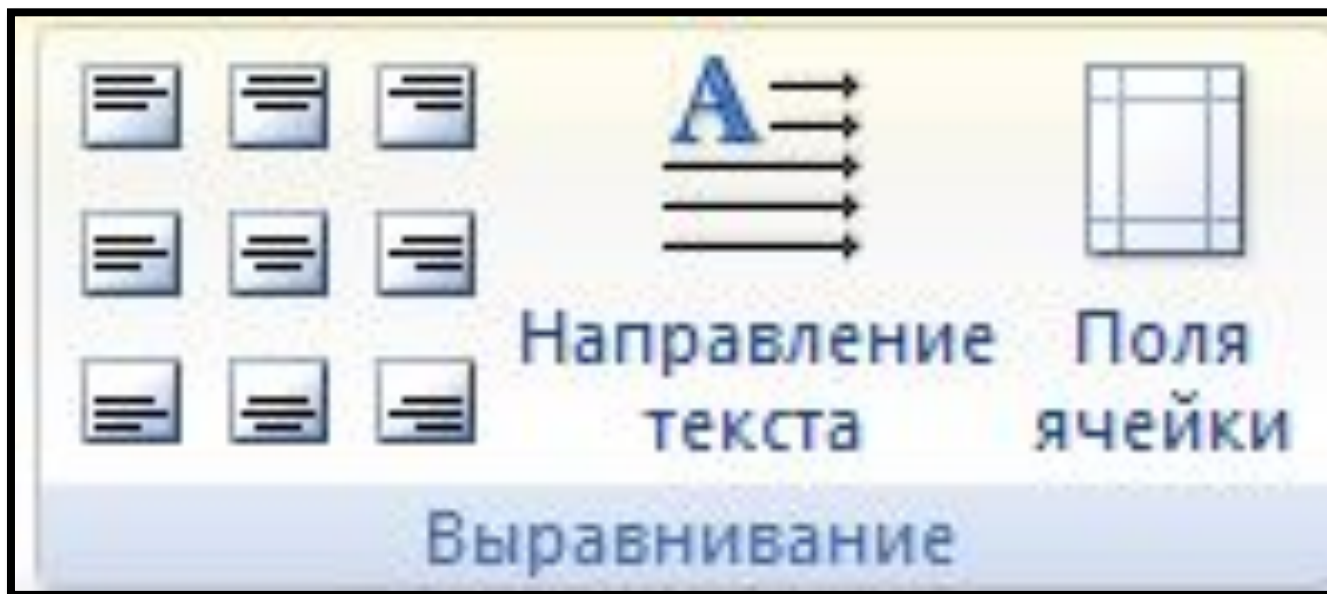 A
Направление
текста
Поля
ячейки
Выравнивание